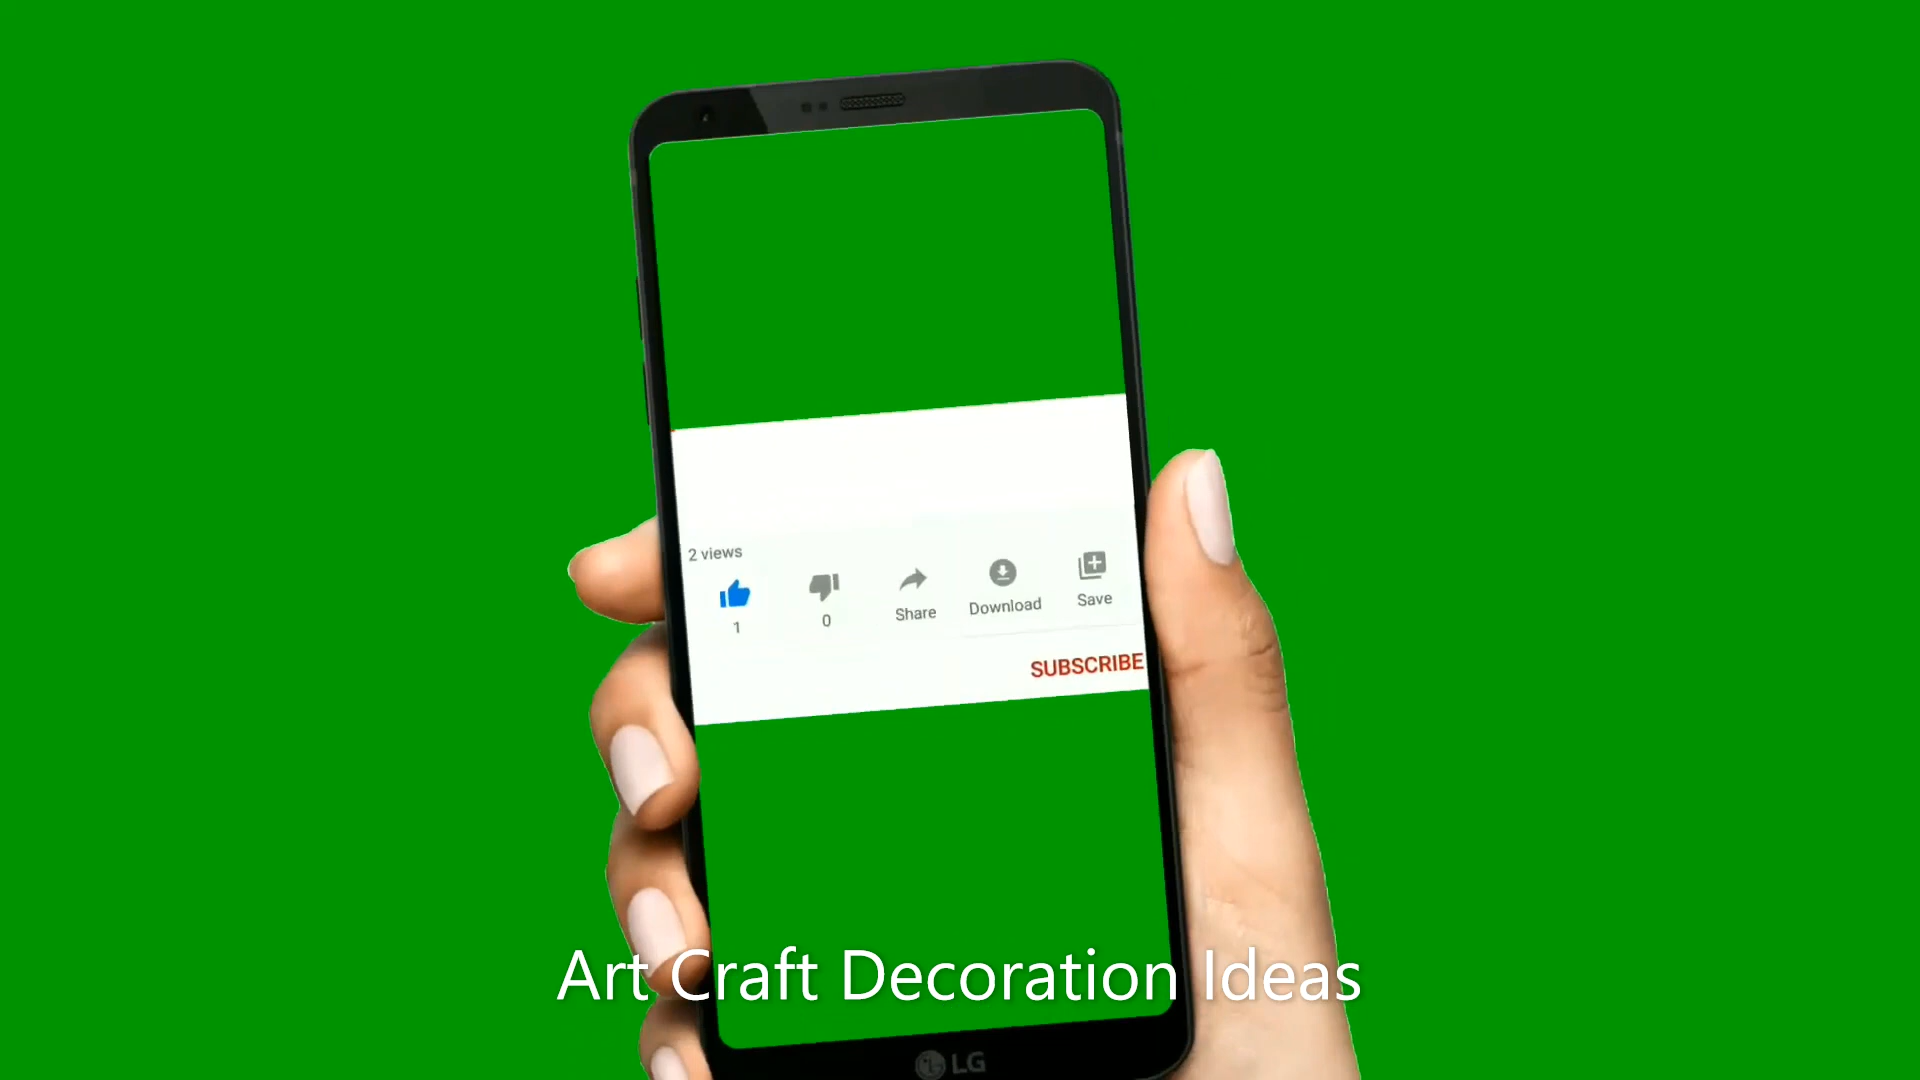 2 views
1
0
Share
Download
Save
SUBSCRIBE
Art Craft Decoration Ideas
LG